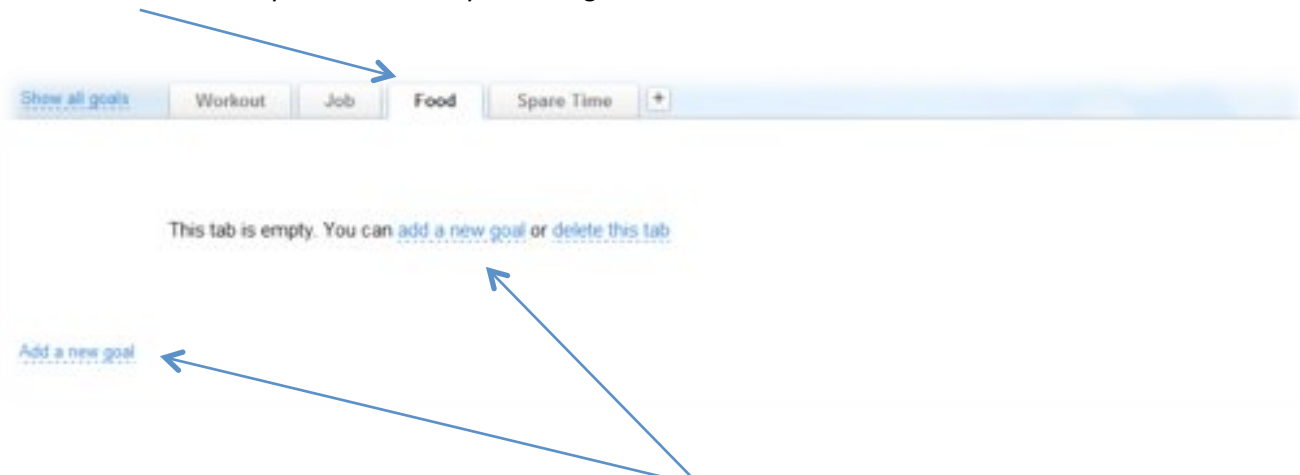 Show all goals Workout Job Food Spare Time +
This tab is empty. You can add a new goal or delete this tab
Add a new goal